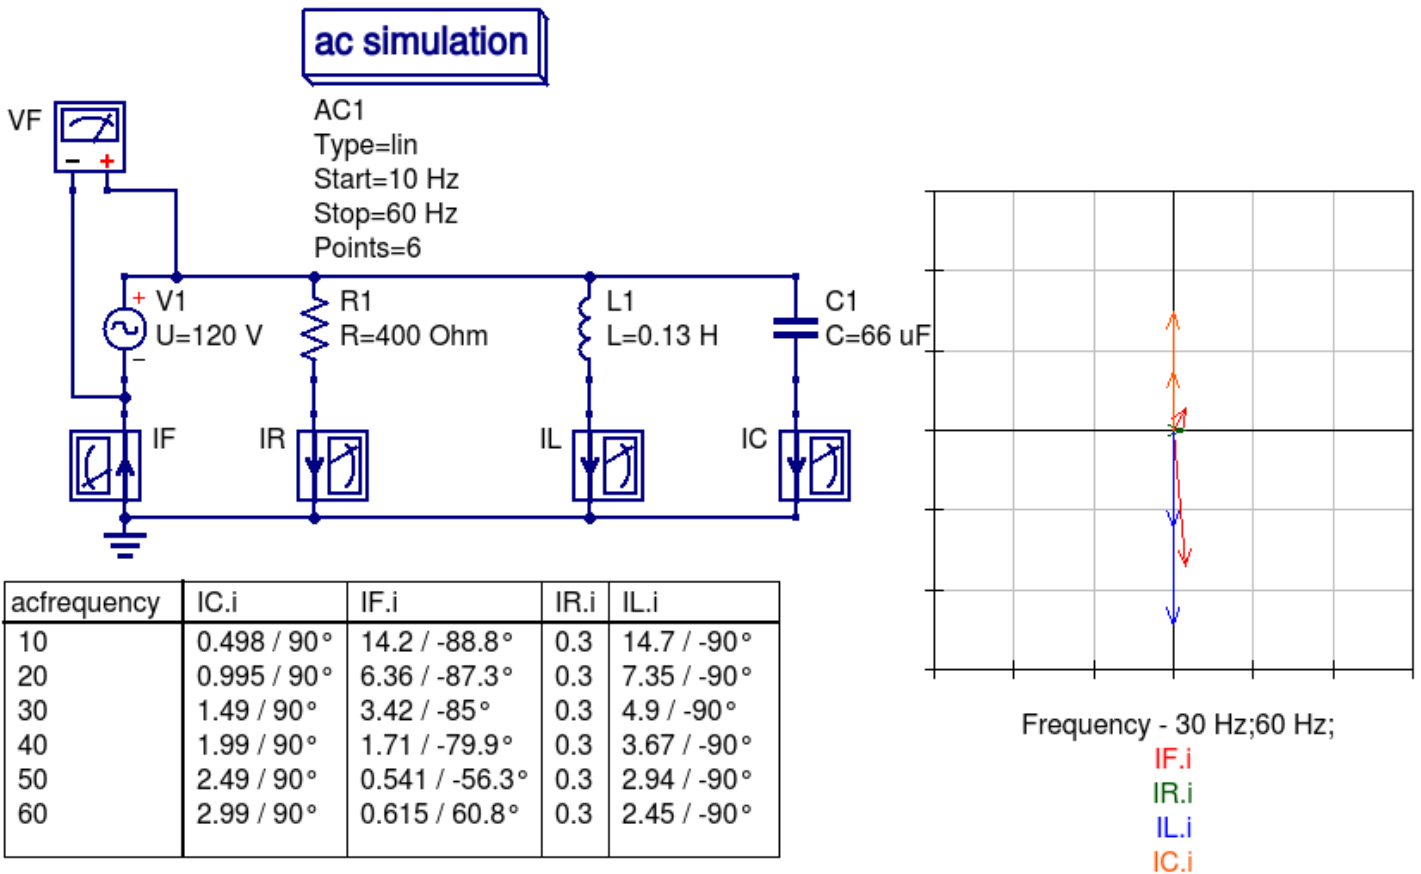 ac simulation
AC1
Type=lin
Start=10 Hz
Stop=60 Hz
Points=6
VF
− +
+ V1
U=120 V
−
R1
R=400 Ohm
L1
L=0.13 H
C1
C=66 uF
IF
IR
IL
IC
acfrequency IC.i IF.i IR.i IL.i
10 0.498 / 90° 14.2 / -88.8° 0.3 14.7 / -90°
20 0.995 / 90° 6.36 / -87.3° 0.3 7.35 / -90°
30 1.49 / 90° 3.42 / -85° 0.3 4.9 / -90°
40 1.99 / 90° 1.71 / -79.9° 0.3 3.67 / -90°
50 2.49 / 90° 0.541 / -56.3° 0.3 2.94 / -90°
60 2.99 / 90° 0.615 / 60.8° 0.3 2.45 / -90°
Frequency - 30 Hz;60 Hz;
IF.i
IR.i
IL.i
IC.i